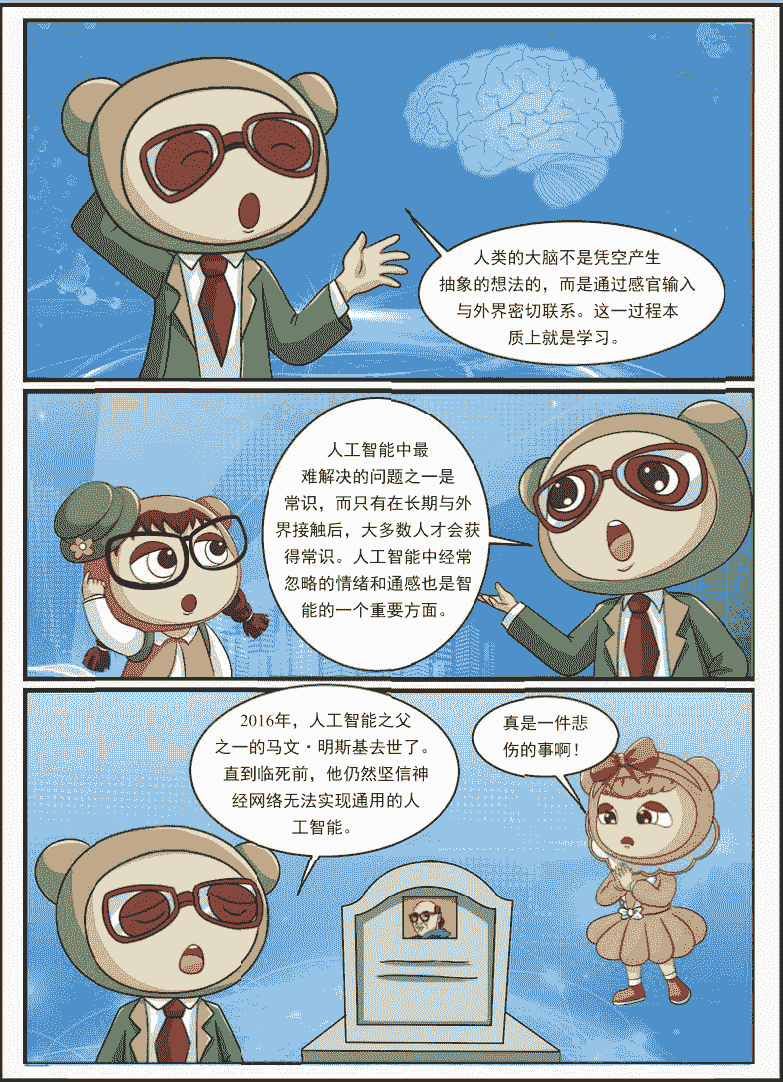 人类的大脑不是凭空产生
抽象的想法的，而是通过感官输入
与外界密切联系。这一过程本
质上就是学习。
人工智能中最
难解决的问题之一是
常识，而只有在长期与外
界接触后，大多数人才会获
得常识。人工智能中经常
忽略的情绪和通感也是智
能的一个重要方面。
2016年，人工智能之父
之一的马文·明斯基去世了。
直到临死前，他仍然坚信神
经网络无法实现通用的人
工智能。
真是一件悲
伤的事啊！